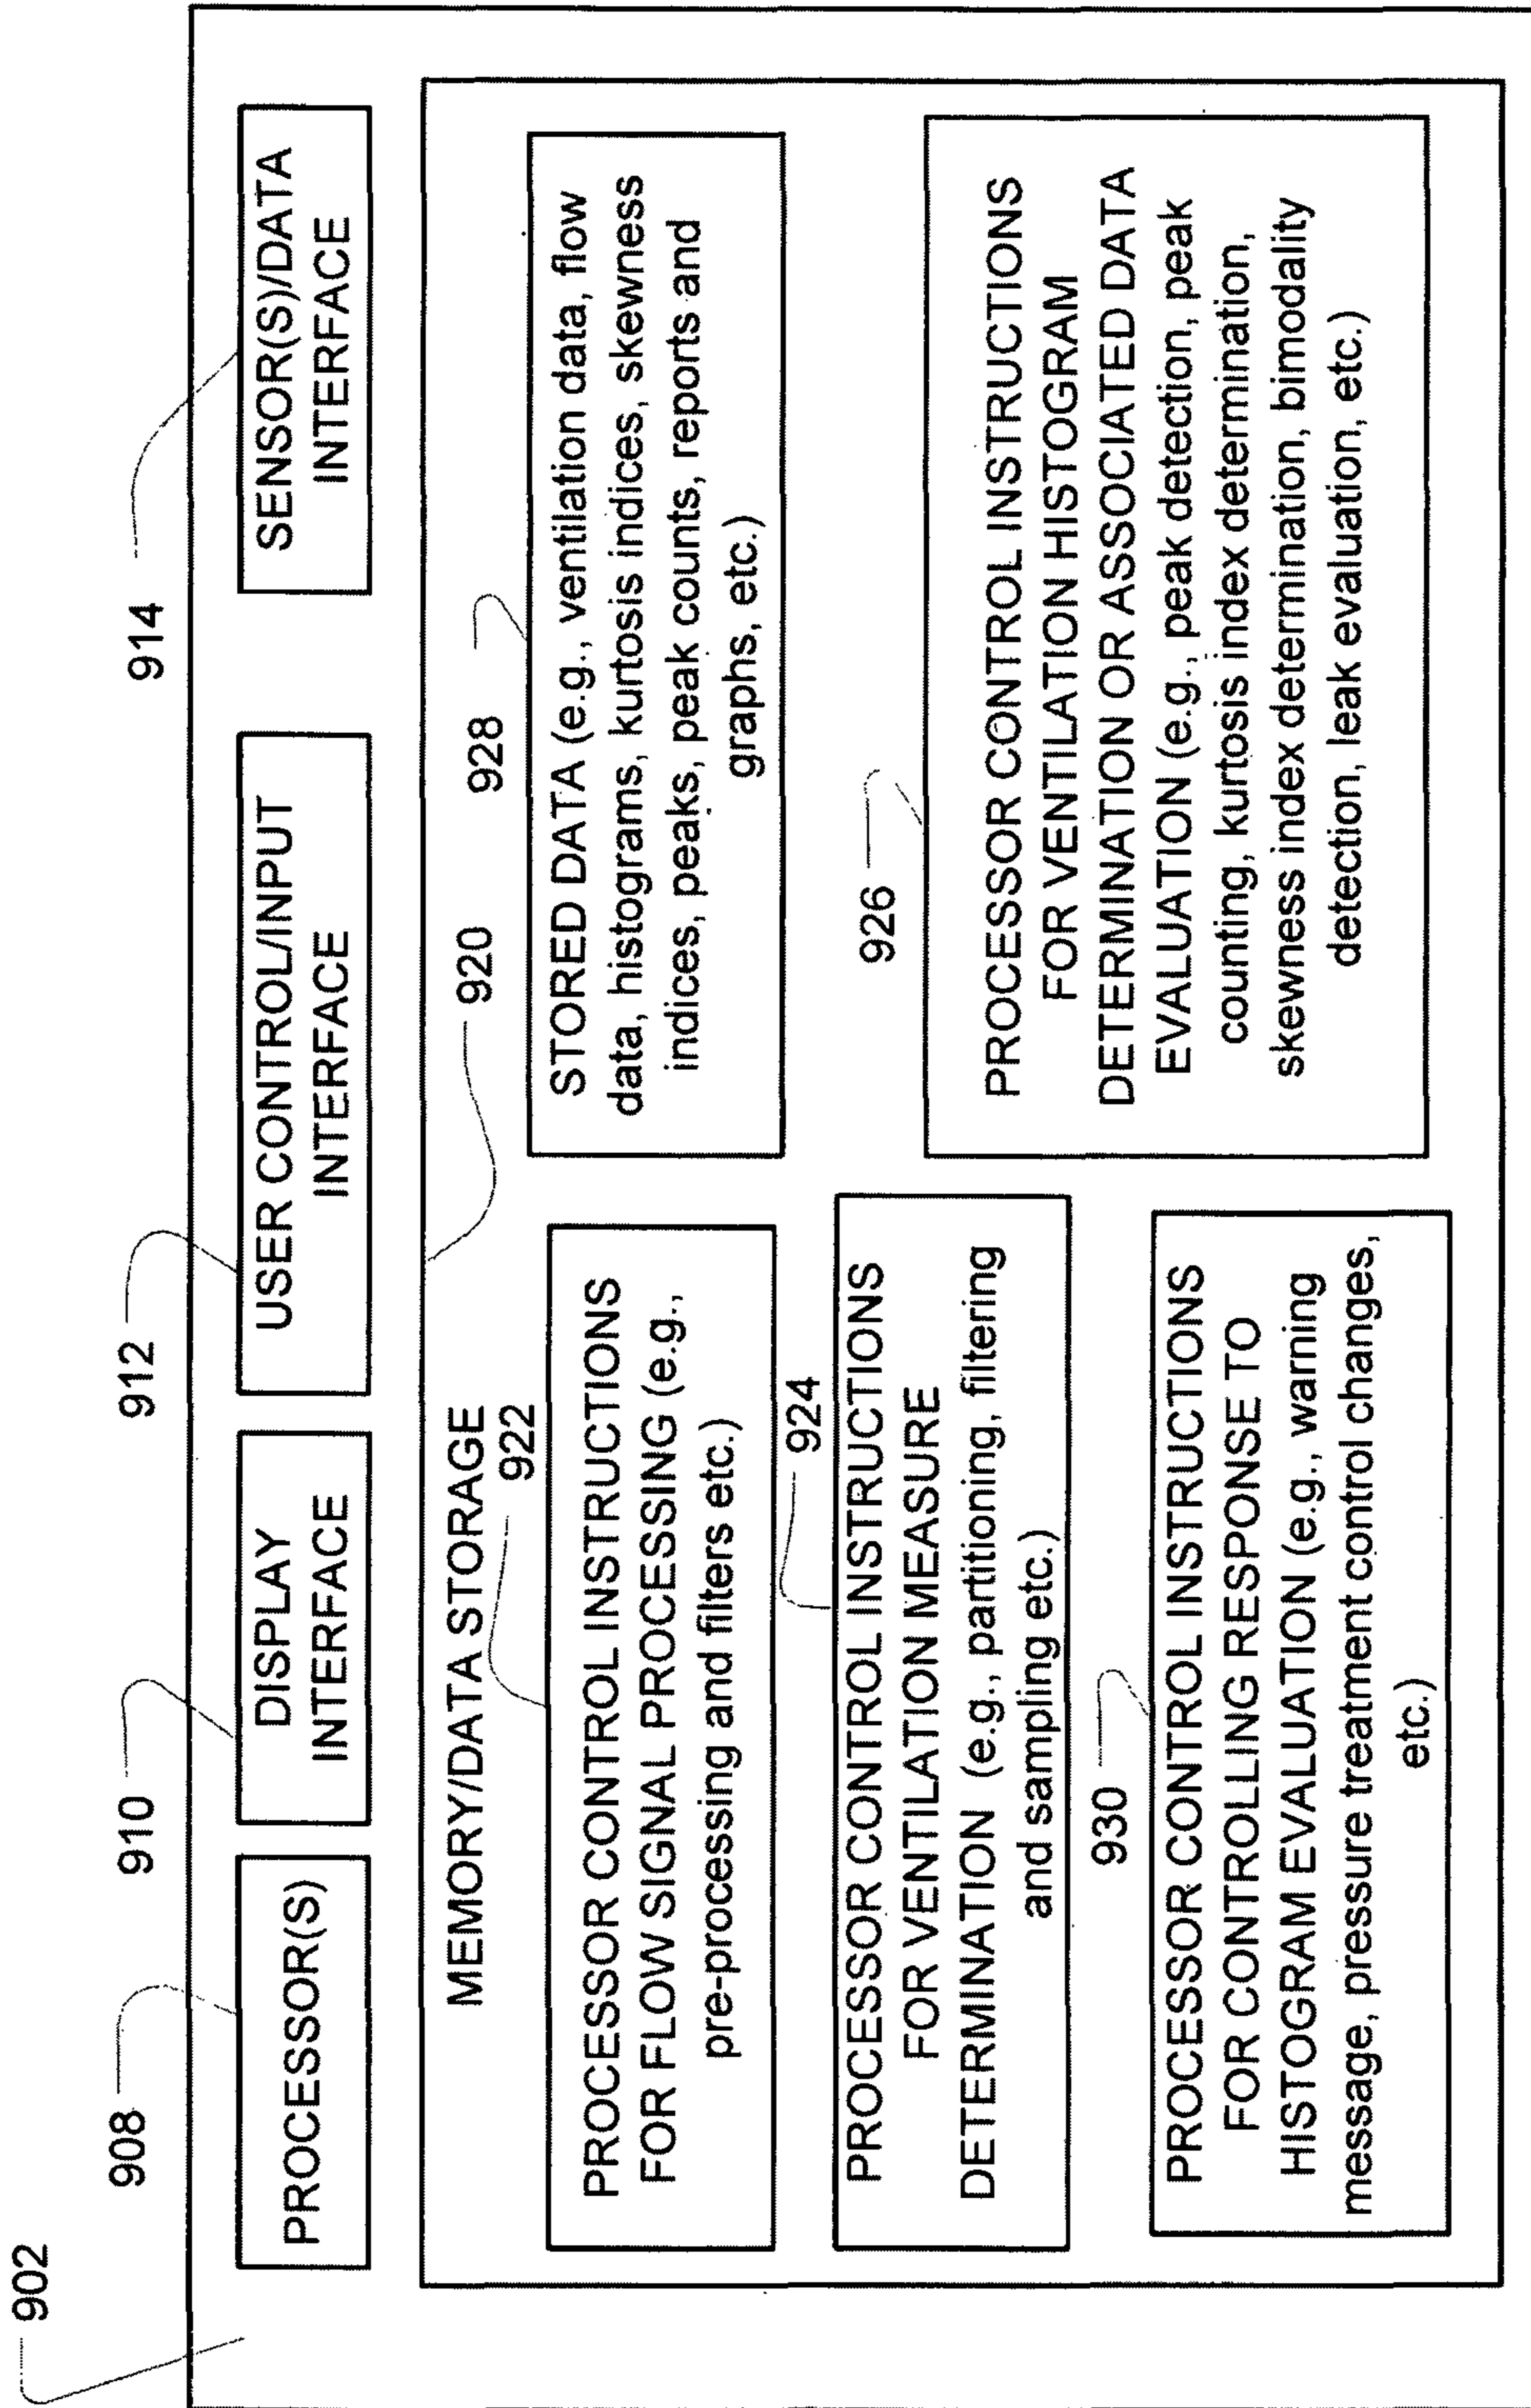 902
908
PROCESSOR(S)
910
DISPLAY
INTERFACE
912
USER CONTROL/INPUT
INTERFACE
914
SENSOR(S)/DATA
INTERFACE
920
MEMORY/DATA STORAGE
922
PROCESSOR CONTROL INSTRUCTIONS
FOR FLOW SIGNAL PROCESSING (e.g.,
pre-processing and filters etc.)
924
PROCESSOR CONTROL INSTRUCTIONS
FOR VENTILATION MEASURE
DETERMINATION (e.g., partitioning, filtering
and sampling etc.)
930
PROCESSOR CONTROL INSTRUCTIONS
FOR CONTROLLING RESPONSE TO
HISTOGRAM EVALUATION (e.g., warning
message, pressure treatment control changes,
etc.)
928
STORED DATA (e.g., ventilation data, flow
data, histograms, kurtosis indices, skewness
indices, peaks, peak counts, reports and
graphs, etc.)
926
PROCESSOR CONTROL INSTRUCTIONS
FOR VENTILATION HISTOGRAM
DETERMINATION OR ASSOCIATED DATA
EVALUATION (e.g., peak detection, peak
counting, kurtosis index determination,
skewness index determination, bimodality
detection, leak evaluation, etc.)